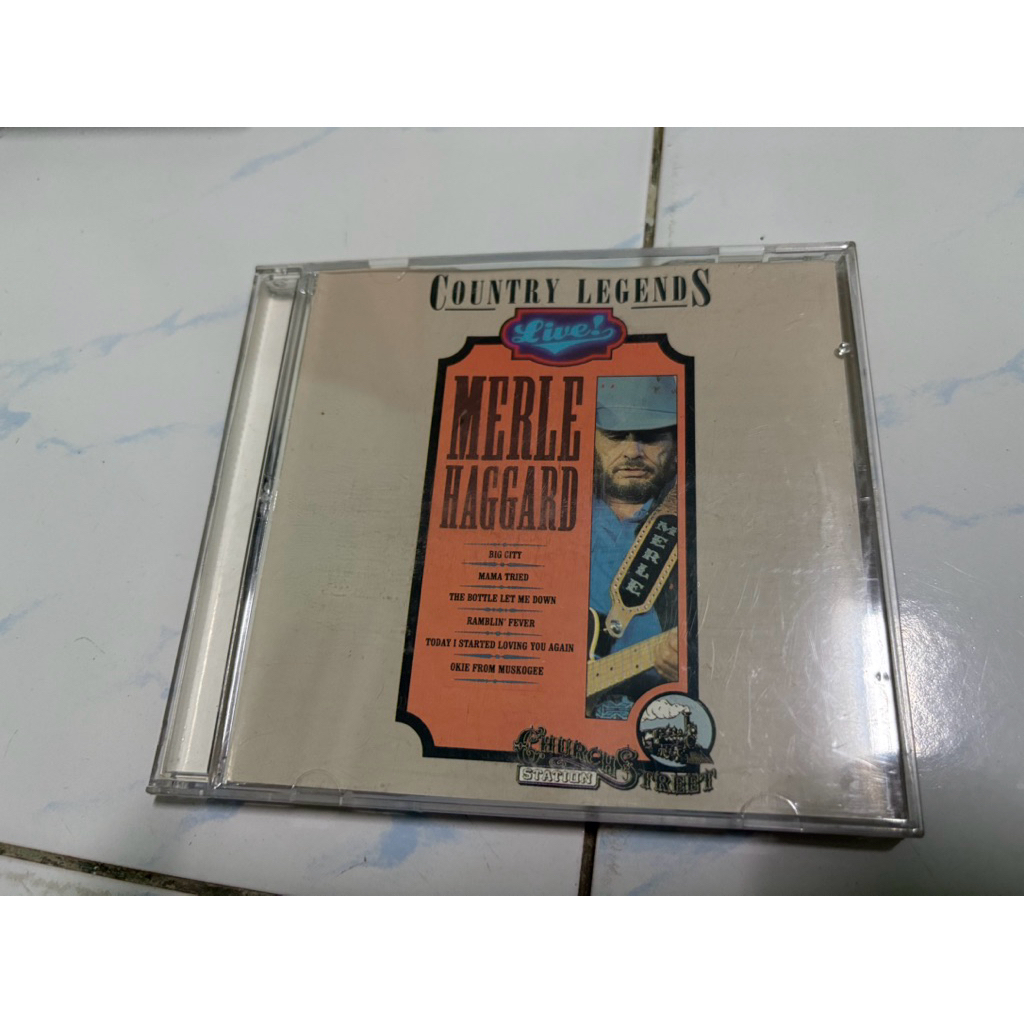 COUNTRY LEGENDS
Live!
MERLE
HAGGARD
BIG CITY
MAMA TRIED
THE BOTTLE LET ME DOWN
RAMBLIN' FEVER
TODAY I STARTED LOVING YOU AGAIN
OKIE FROM MUSKOGEE
MERLE
CHURCH STREET
STATION